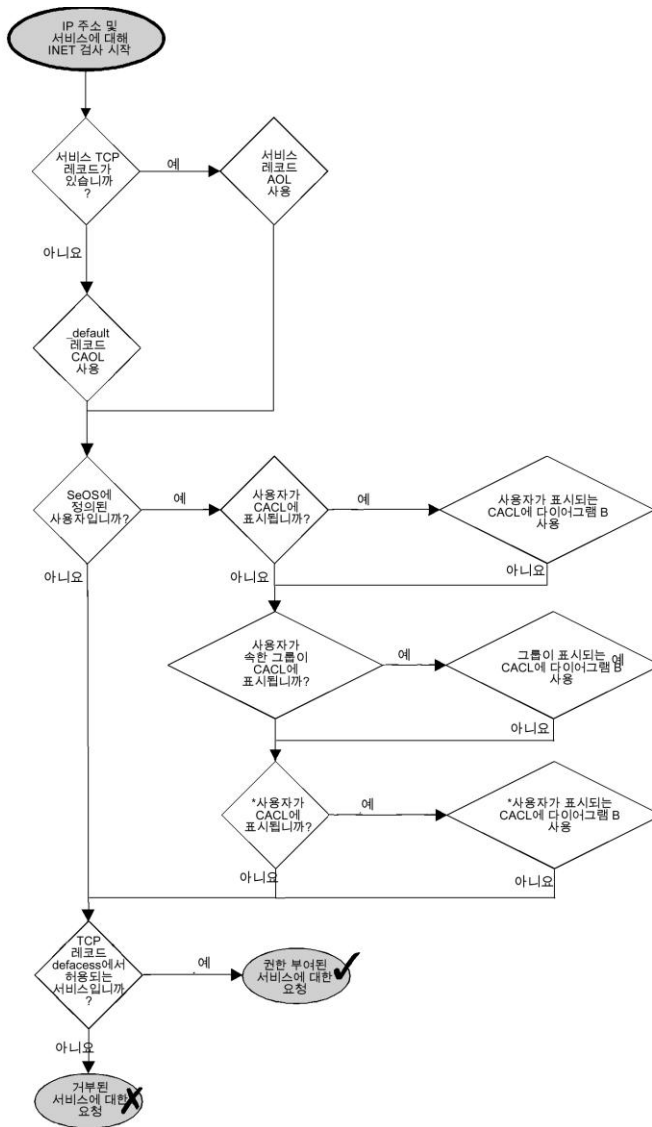 IP 주소 및
서비스에 대해
INET 검사 시작
서비스 TCP
레코드가
있습니까
?
예
서비스
레코드
AOL
사용
아니요
_default
레코드
CAOL
사용
SeOS에
정의된
사용자입니까?
예
사용자가
CACL에
표시됩니까?
예
사용자가 표시되는
CACL에 다이어그램 B
사용
아니요
아니요
아니요
사용자가
속한 그룹이
CACL에
표시됩니까?
예
그룹이 표시되는
CACL에 다이어그램 B
사용
예
아니요
아니요
*사용자가
CACL에
표시됩니까?
예
*사용자가 표시되는
CACL에 다이어그램 B
사용
아니요
아니요
TCP
레코드
defacess에서
허용되는
서비스입니까
?
예
권한 부여된
서비스에 대한
요청
아니요
거부된
서비스에 대한
요청